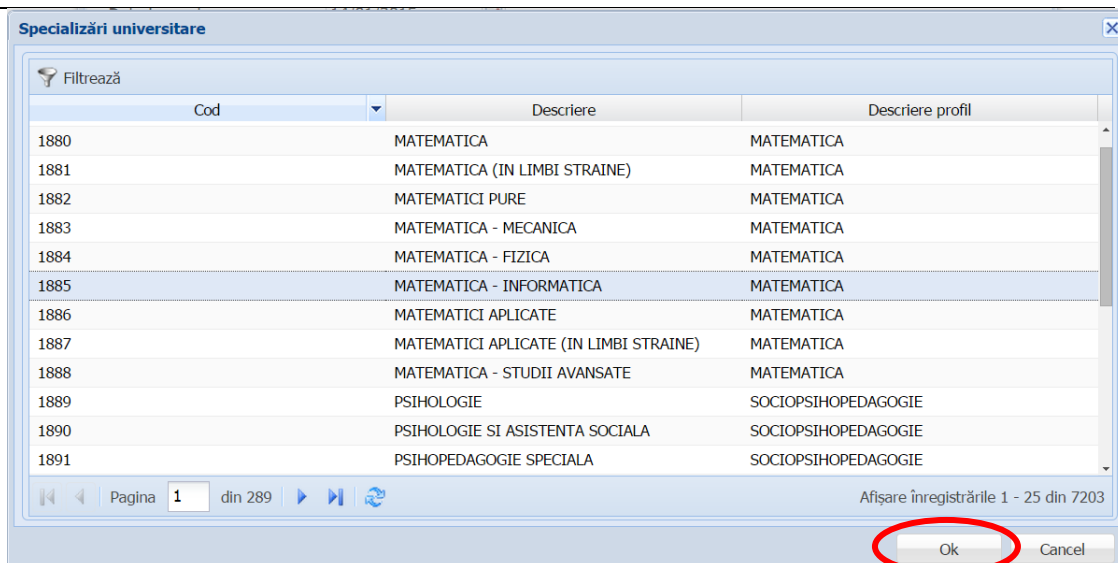 Specializări universitare
Filtrează
Cod Descriere Descriere profil
1880 MATEMATICA MATEMATICA
1881 MATEMATICA (IN LIMBI STRAINE) MATEMATICA
1882 MATEMATICI PURE MATEMATICA
1883 MATEMATICA - MECANICA MATEMATICA
1884 MATEMATICA - FIZICA MATEMATICA
1885 MATEMATICA - INFORMATICA MATEMATICA
1886 MATEMATICI APLICATE MATEMATICA
1887 MATEMATICI APLICATE (IN LIMBI STRAINE) MATEMATICA
1888 MATEMATICA - STUDII AVANSATE MATEMATICA
1889 PSIHOLOGIE SOCIOPSIHOPEDAGOGIE
1890 PSIHOLOGIE SI ASISTENTA SOCIALA SOCIOPSIHOPEDAGOGIE
1891 PSIHOPEDAGOGIE SPECIALA SOCIOPSIHOPEDAGOGIE
Pagina 1 din 289 Afișare înregistrările 1 - 25 din 7203
Ok Cancel